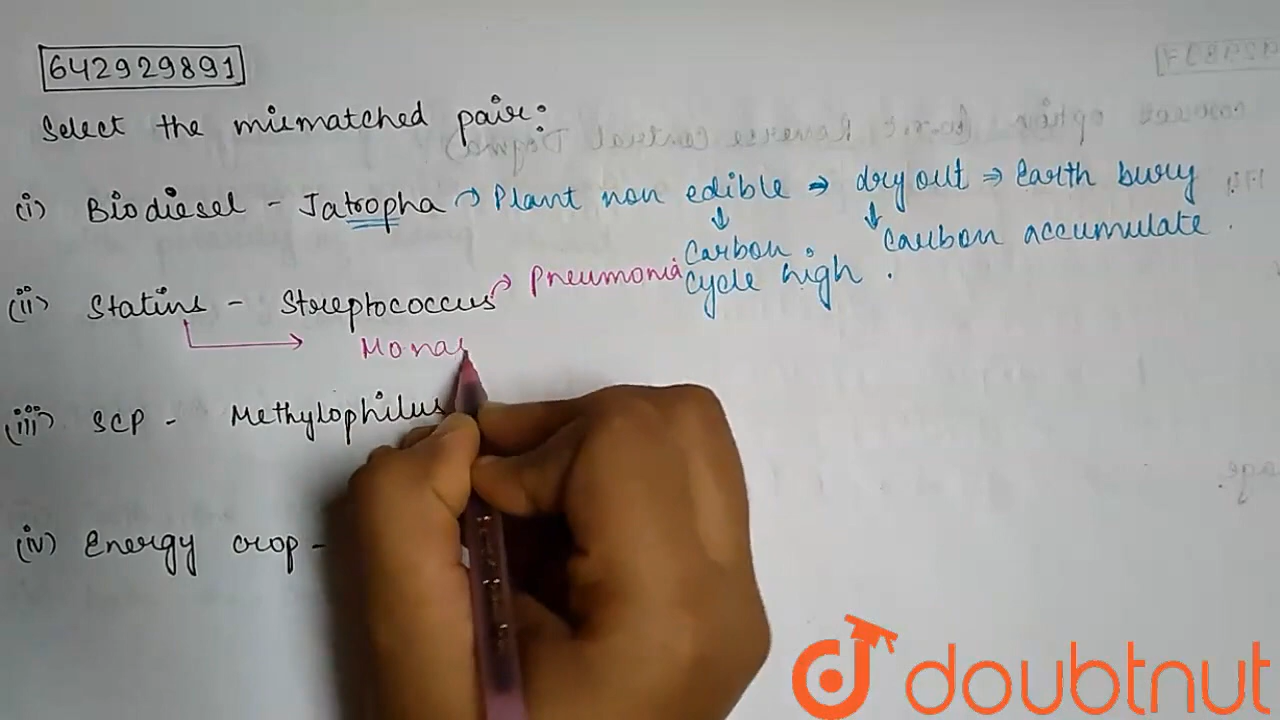 642929891
Select the mismatched pair:
(i) Biodiesel - Jatropha → Plant non edible ⇒ dry out ⇒ Earth bury
Carbon cycle high.
Carbon accumulate.
(ii) Statins - Streptococcus → Pneumonia
Monas
(iii) SCP - Methylophilus
(iv) Energy crop -
doubtnut